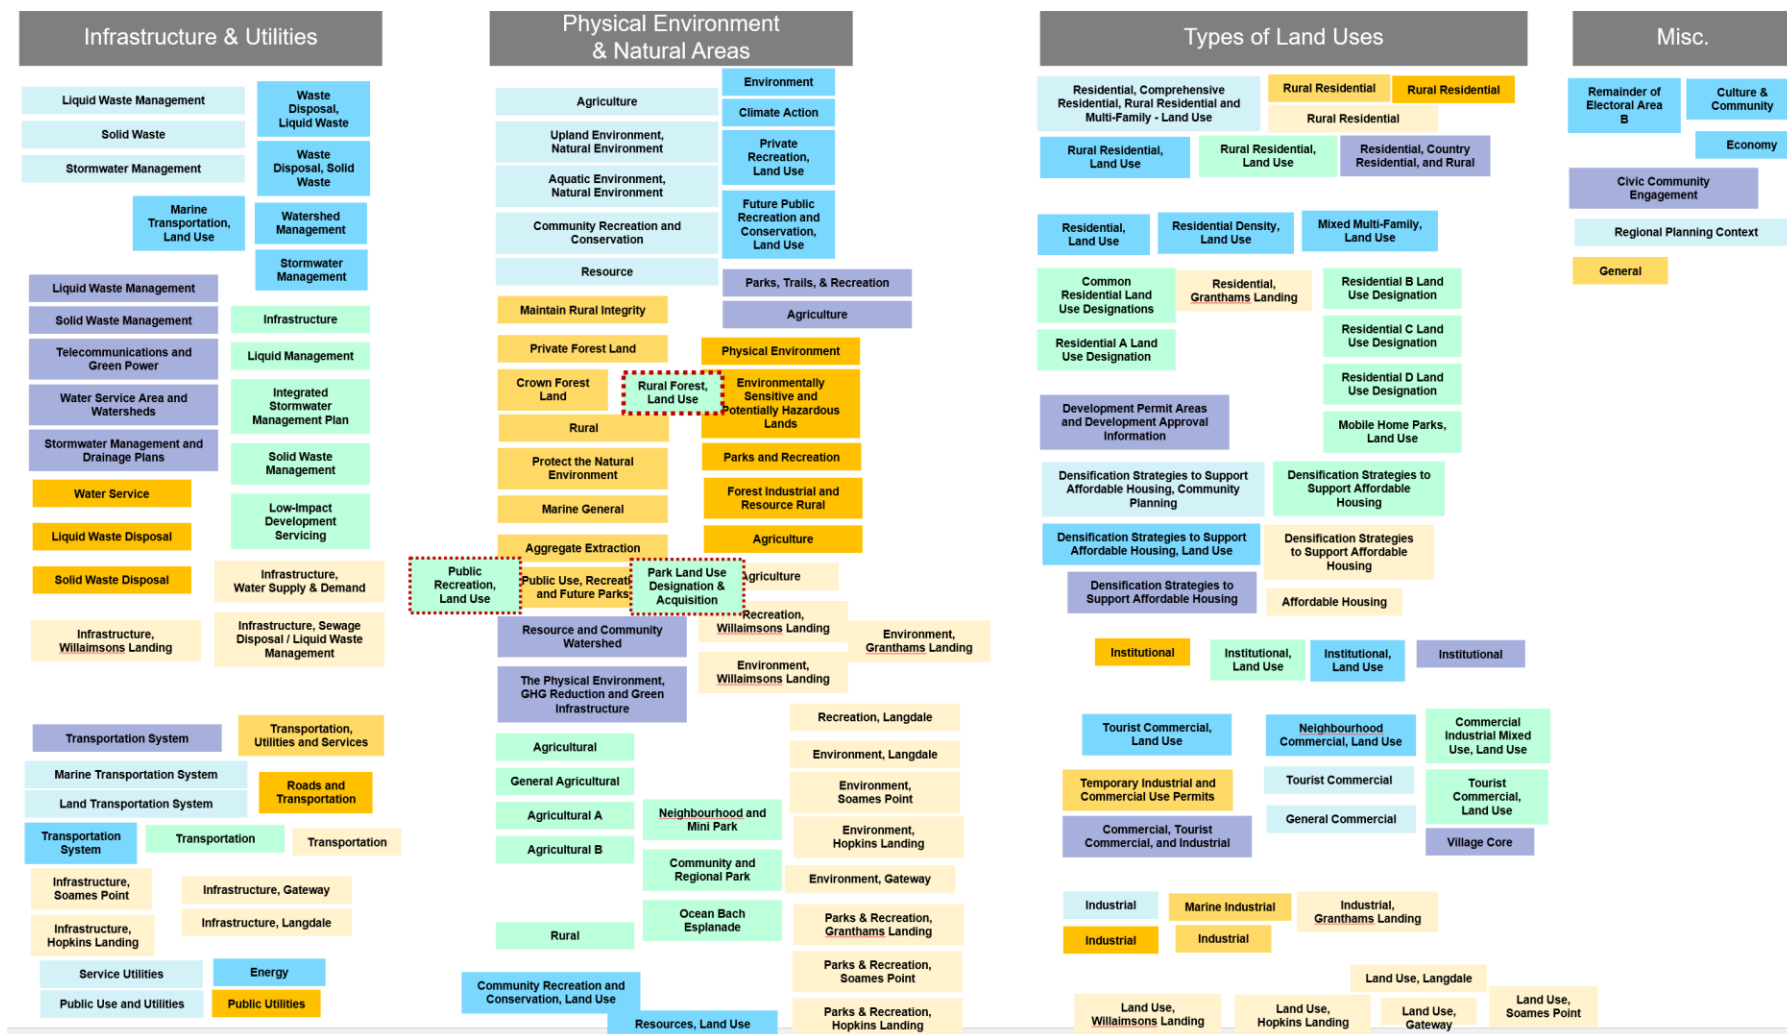 Infrastructure & Utilities
Liquid Waste Management
Solid Waste
Stormwater Management
Waste
Disposal,
Liquid Waste
Waste
Disposal, Solid
Waste
Marine
Transportation,
Land Use
Watershed
Management
Stormwater
Management
Liquid Waste Management
Solid Waste Management
Telecommunications and
Green Power
Water Service Area and
Watersheds
Stormwater Management and
Drainage Plans
Infrastructure
Liquid Management
Integrated
Stormwater
Management Plan
Solid Waste
Management
Low-Impact
Development
Servicing
Water Service
Liquid Waste Disposal
Solid Waste Disposal
Infrastructure,
Water Supply & Demand
Infrastructure,
Willaimsons Landing
Infrastructure, Sewage
Disposal / Liquid Waste
Management
Transportation System
Transportation,
Utilities and Services
Marine Transportation System
Land Transportation System
Roads and
Transportation
Transportation
System
Transportation
Transportation
Infrastructure,
Soames Point
Infrastructure, Gateway
Infrastructure,
Hopkins Landing
Infrastructure, Langdale
Service Utilities
Energy
Public Use and Utilities
Public Utilities
Physical Environment
& Natural Areas
Agriculture
Upland Environment,
Natural Environment
Aquatic Environment,
Natural Environment
Community Recreation and
Conservation
Resource
Environment
Climate Action
Private
Recreation,
Land Use
Future Public
Recreation and
Conservation,
Land Use
Parks, Trails, & Recreation
Agriculture
Maintain Rural Integrity
Private Forest Land
Crown Forest
Land
Rural Forest,
Land Use
Rural
Protect the Natural
Environment
Marine General
Aggregate Extraction
Public Use, Recreation
and Future Parks
Public
Recreation,
Land Use
Park Land Use
Designation &
Acquisition
Physical Environment
Environmentally
Sensitive and
Potentially Hazardous
Lands
Parks and Recreation
Forest Industrial and
Resource Rural
Agriculture
Agriculture
Recreation,
Willaimsons Landing
Environment,
Granthams Landing
Environment,
Willaimsons Landing
Resource and Community
Watershed
The Physical Environment,
GHG Reduction and Green
Infrastructure
Recreation, Langdale
Environment, Langdale
Environment,
Soames Point
Environment,
Hopkins Landing
Environment, Gateway
Parks & Recreation,
Granthams Landing
Parks & Recreation,
Soames Point
Parks & Recreation,
Hopkins Landing
Agricultural
General Agricultural
Agricultural A
Agricultural B
Rural
Neighbourhood and
Mini Park
Community and
Regional Park
Ocean Bach
Esplanade
Community Recreation and
Conservation, Land Use
Resources, Land Use
Types of Land Uses
Residential, Comprehensive
Residential, Rural Residential and
Multi-Family - Land Use
Rural Residential
Rural Residential
Rural Residential
Rural Residential,
Land Use
Rural Residential,
Land Use
Residential, Country
Residential, and Rural
Residential,
Land Use
Residential Density,
Land Use
Mixed Multi-Family,
Land Use
Common
Residential Land
Use Designations
Residential,
Granthams Landing
Residential B Land
Use Designation
Residential A Land
Use Designation
Residential C Land
Use Designation
Residential D Land
Use Designation
Mobile Home Parks,
Land Use
Development Permit Areas
and Development Approval
Information
Densification Strategies to Support
Affordable Housing, Community
Planning
Densification Strategies to
Support Affordable
Housing
Densification Strategies to Support
Affordable Housing, Land Use
Densification Strategies
to Support Affordable
Housing
Densification Strategies to
Support Affordable Housing
Affordable Housing
Institutional
Institutional,
Land Use
Institutional,
Land Use
Institutional
Tourist Commercial,
Land Use
Neighbourhood
Commercial, Land Use
Commercial
Industrial Mixed
Use, Land Use
Temporary Industrial and
Commercial Use Permits
Tourist Commercial
Tourist
Commercial,
Land Use
Commercial, Tourist
Commercial, and Industrial
General Commercial
Village Core
Industrial
Marine Industrial
Industrial,
Granthams Landing
Industrial
Industrial
Land Use, Langdale
Land Use,
Willaimsons Landing
Land Use,
Hopkins Landing
Land Use,
Gateway
Land Use,
Soames Point
Misc.
Remainder of
Electoral Area
B
Culture &
Community
Economy
Civic Community
Engagement
Regional Planning Context
General